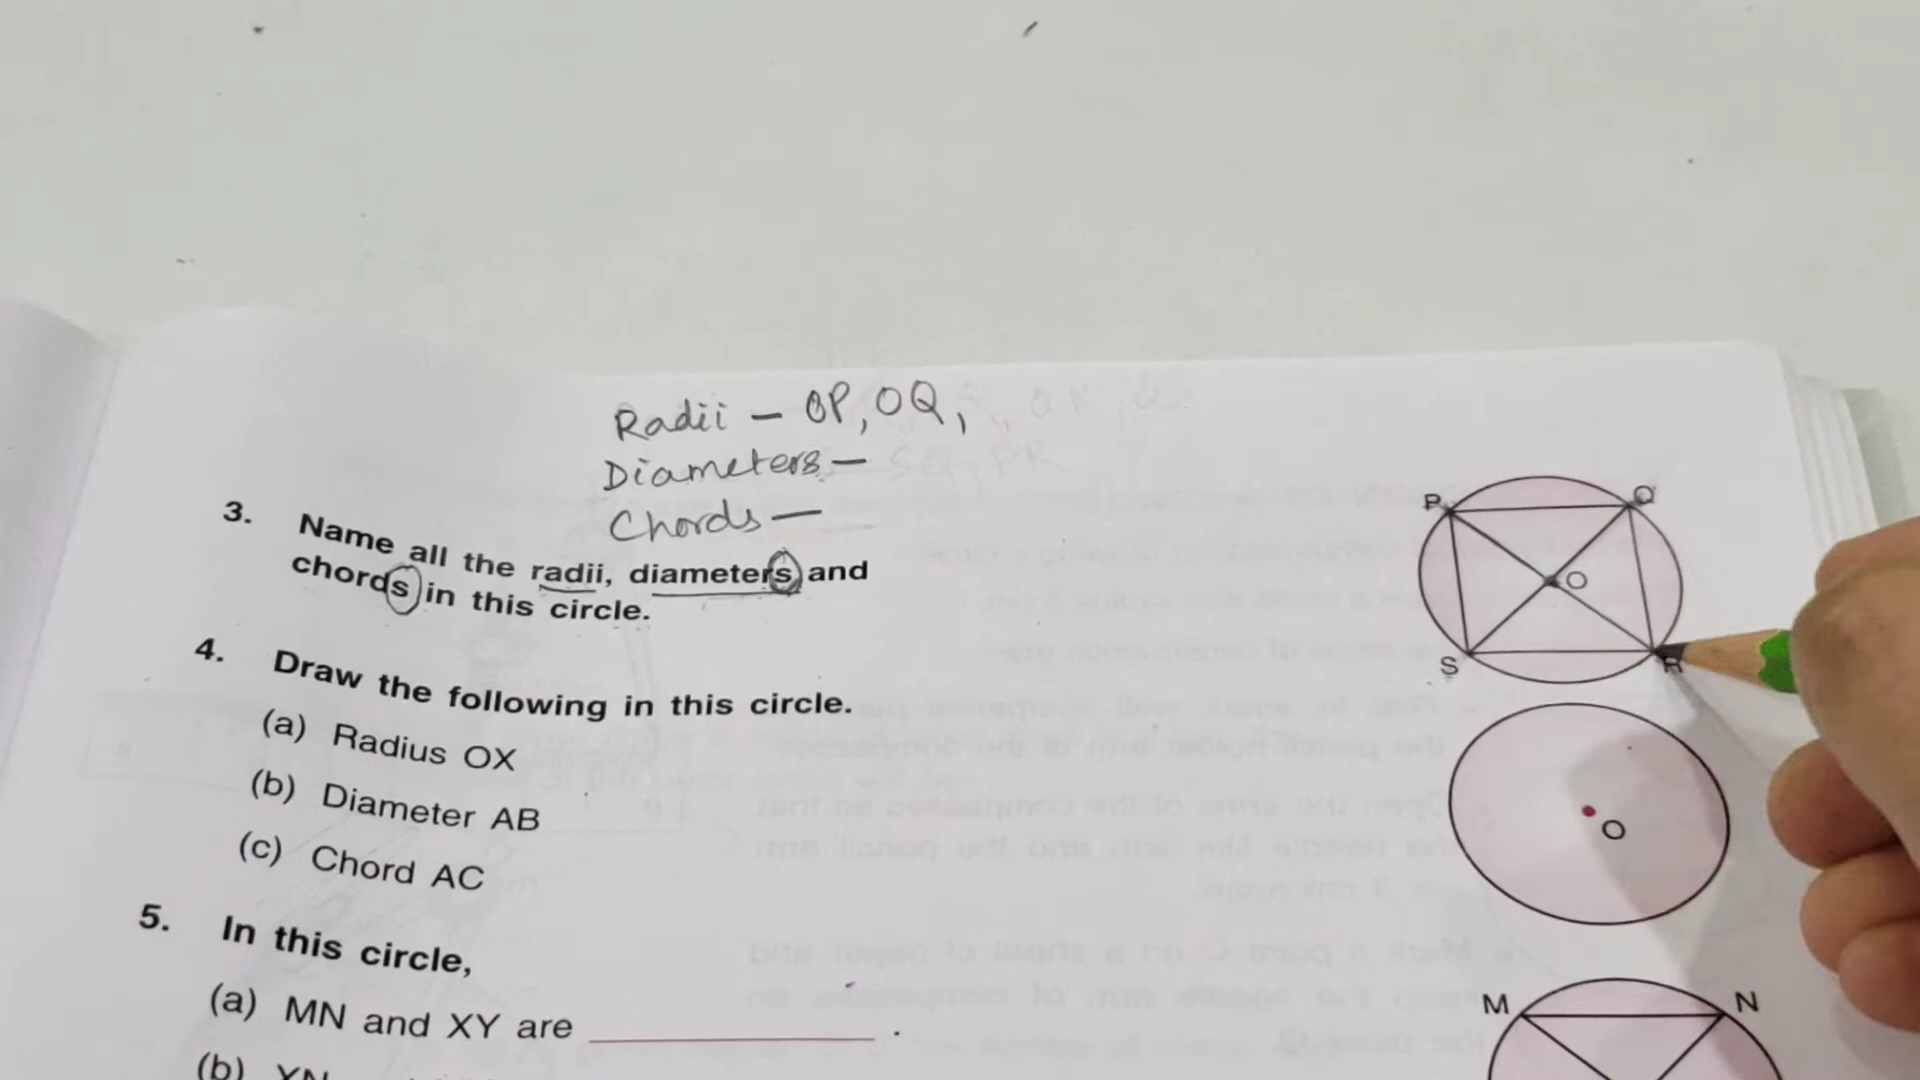 Radii – OP, OQ,
Diameters –
Chords –
3. Name all the radii, diameters and
chords in this circle.
P Q
O
S R
4. Draw the following in this circle.
(a) Radius OX
(b) Diameter AB
(c) Chord AC
O
5. In this circle,
(a) MN and XY are ____________ .
M N
(b)